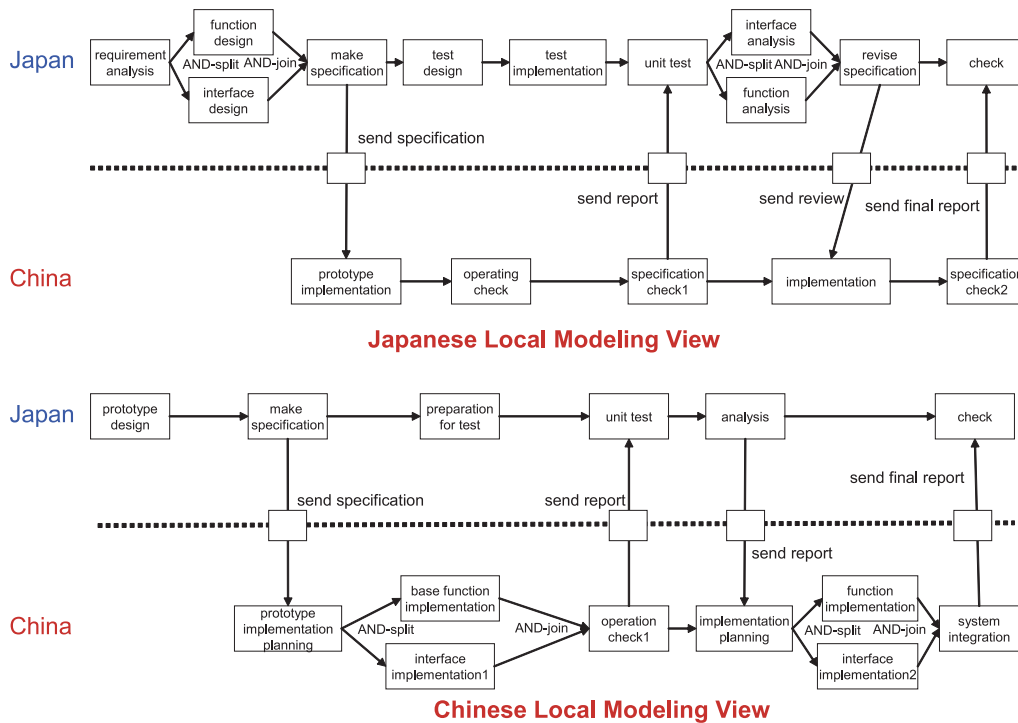 function
design
interface
analysis
Japan
requirement
analysis
AND-split
AND-join
make
specification
test
design
test
implementation
unit test
AND-split
AND-join
revise
specification
check
interface
design
function
analysis
send specification
send report
send review
send final report
China
prototype
implementation
operating
check
specification
check1
implementation
specification
check2
Japanese Local Modeling View
Japan
prototype
design
make
specification
preparation
for test
unit test
analysis
check
send specification
send report
send final report
send report
China
prototype
implementation
planning
base function
implementation
AND-split
AND-join
interface
implementation1
operation
check1
implementation
planning
function
implementation
AND-split
AND-join
interface
implementation2
system
integration
Chinese Local Modeling View